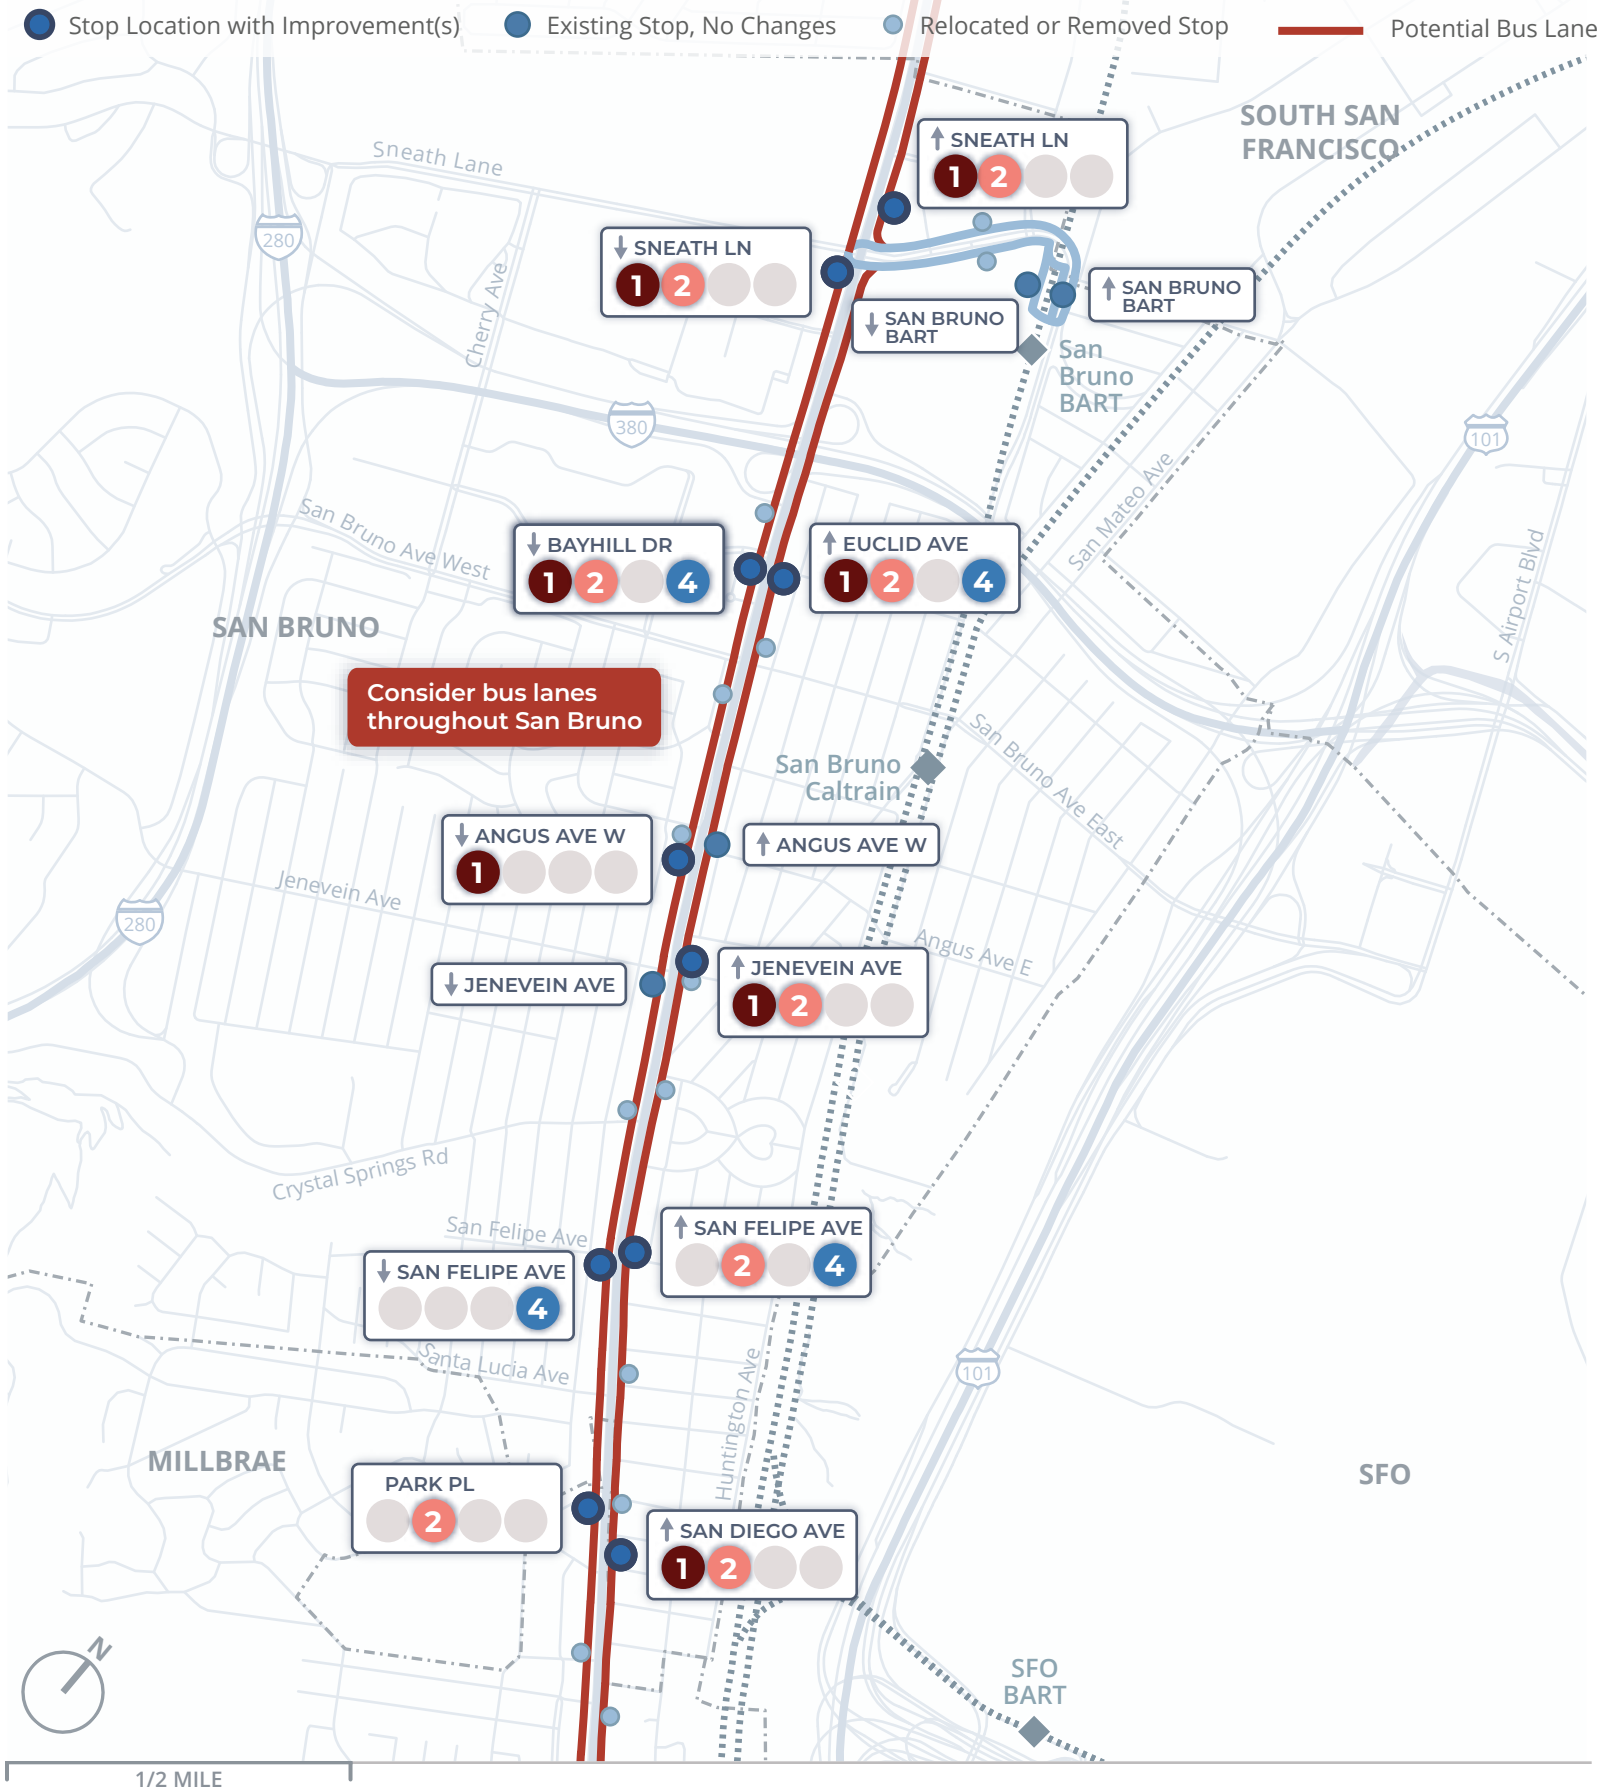 Stop Location with Improvement(s)
Existing Stop, No Changes
Relocated or Removed Stop
Potential Bus Lane
SOUTH SAN
FRANCISCO
Sneath Lane
↑ SNEATH LN
1 2
280
↓ SNEATH LN
1 2
Cherry Ave
↑ SAN BRUNO
BART
↓ SAN BRUNO
BART
San
Bruno
BART
380
101
San Mateo Ave
San Bruno Ave West
↓ BAYHILL DR
1 2 4
↑ EUCLID AVE
1 2 4
S Airport Blvd
SAN BRUNO
Consider bus lanes
throughout San Bruno
San Bruno
Caltrain
San Bruno Ave East
↓ ANGUS AVE W
1
↑ ANGUS AVE W
Jenevein Ave
280
Angus Ave E
↓ JENEVEIN AVE
↑ JENEVEIN AVE
1 2
Crystal Springs Rd
San Felipe Ave
↑ SAN FELIPE AVE
2 4
↓ SAN FELIPE AVE
4
Santa Lucia Ave
Huntington Ave
101
MILLBRAE
SFO
PARK PL
2
↑ SAN DIEGO AVE
1 2
N
SFO
BART
1/2 MILE